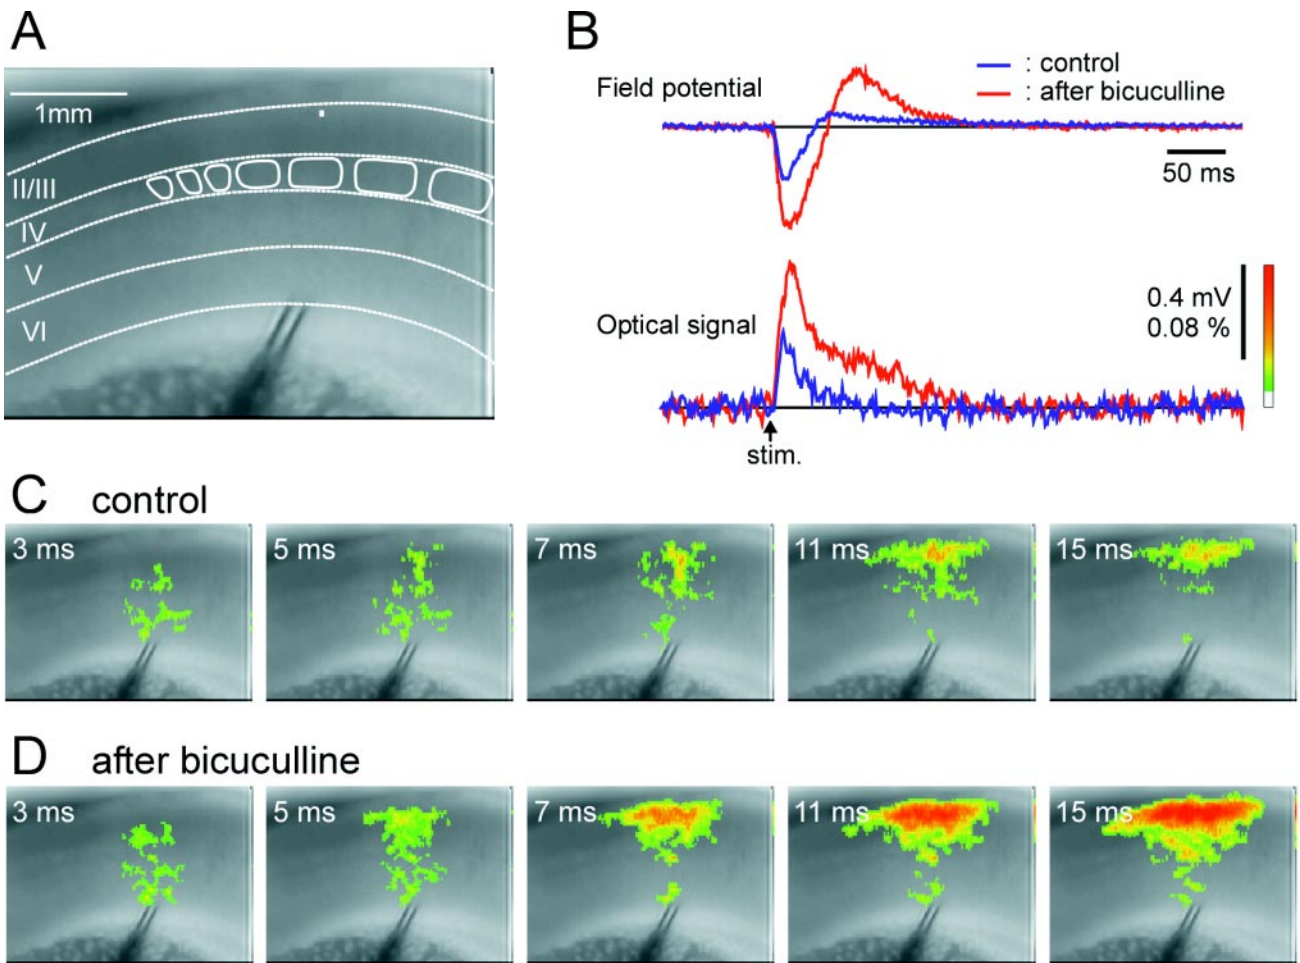 A
1mm
II/III
IV
V
VI
B
Field potential
: control
: after bicuculline
50 ms
Optical signal
0.4 mV
0.08 %
stim.
C control
3 ms
5 ms
7 ms
11 ms
15 ms
D after bicuculline
3 ms
5 ms
7 ms
11 ms
15 ms